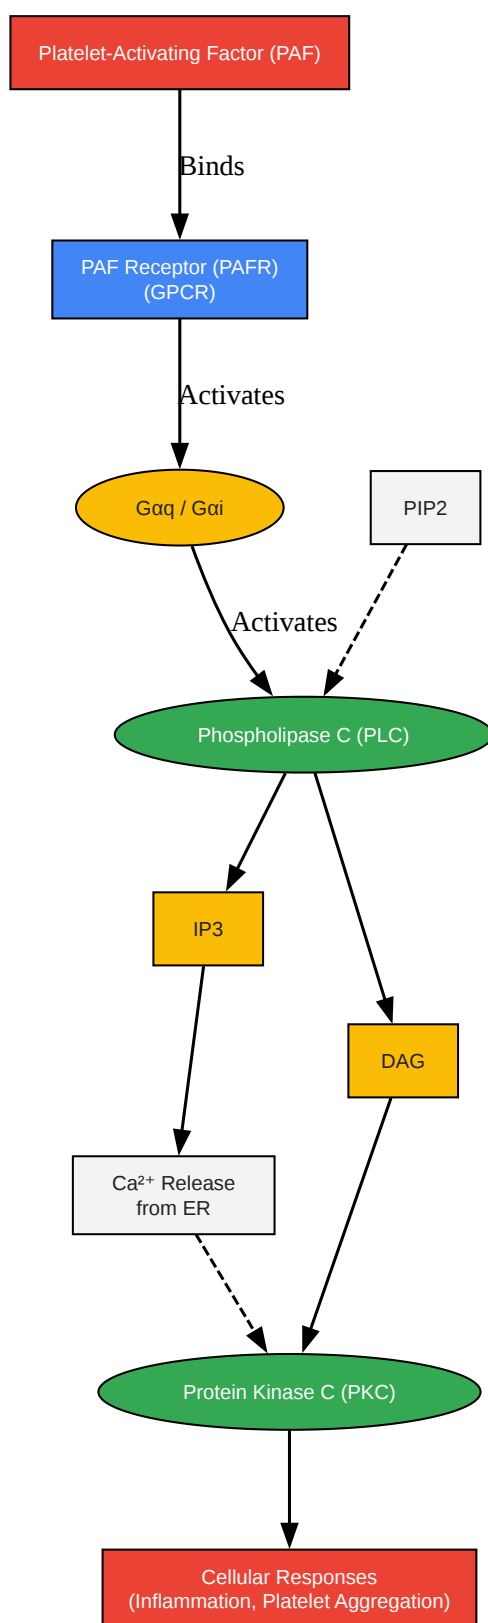 Platelet-Activating Factor (PAF)
Binds
PAF Receptor (PAFR)
(GPCR)
Activates
Gαq / Gαi
PIP2
Activates
Phospholipase C (PLC)
IP3
DAG
Ca²⁺ Release
from ER
Protein Kinase C (PKC)
Cellular Responses
(Inflammation, Platelet Aggregation)